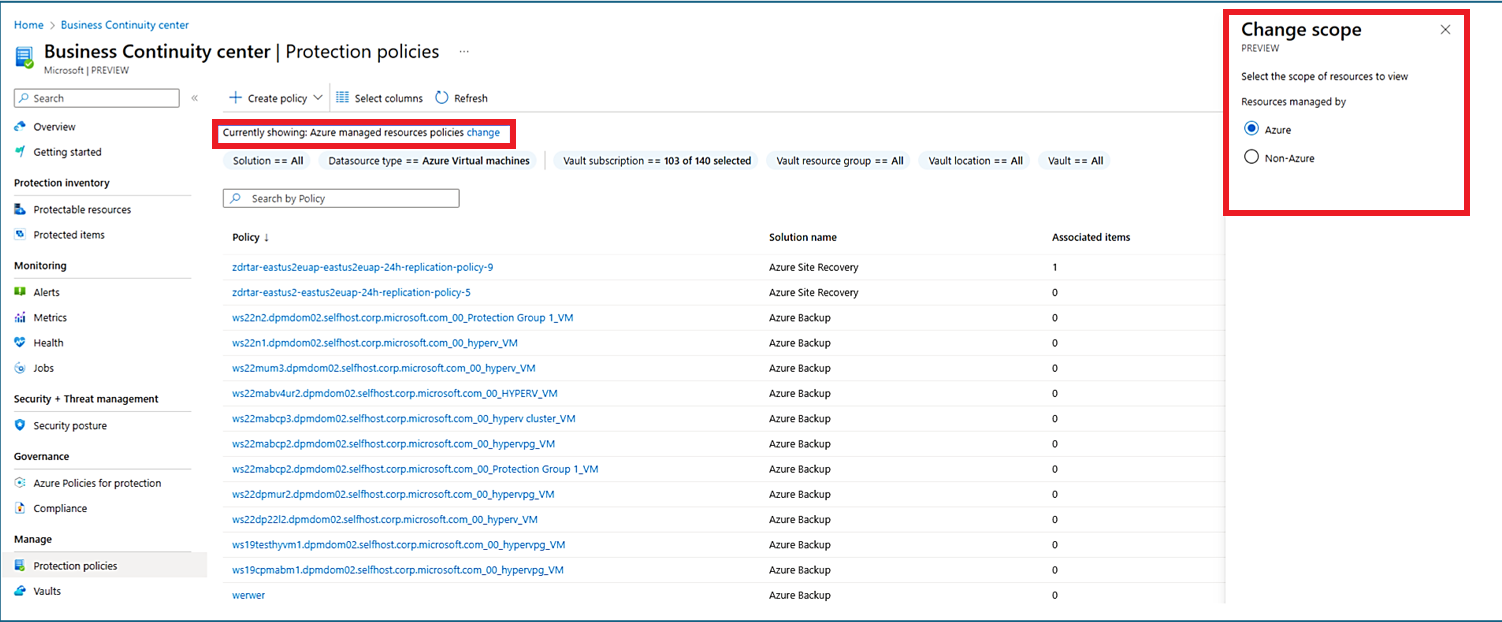 Home > Business Continuity center
Business Continuity center | Protection policies ...
Microsoft | PREVIEW
Search «
Overview
Getting started
Protection inventory
Protectable resources
Protected items
Monitoring
Alerts
Metrics
Health
Jobs
Security + Threat management
Security posture
Governance
Azure Policies for protection
Compliance
Manage
Protection policies
Vaults
+ Create policy Select columns Refresh
Currently showing: Azure managed resources policies change
Solution == All Datasource type == Azure Virtual machines Vault subscription == 103 of 140 selected Vault resource group == All Vault location == All Vault == All
Search by Policy
Policy ↓ Solution name Associated items
zdrtar-eastus2euap-eastus2euap-24h-replication-policy-9 Azure Site Recovery 1
zdrtar-eastus2-eastus2euap-24h-replication-policy-5 Azure Site Recovery 0
ws22n2.dpmdom02.selfhost.corp.microsoft.com_00_Protection Group 1_VM Azure Backup 0
ws22n1.dpmdom02.selfhost.corp.microsoft.com_00_hyperv_VM Azure Backup 0
ws22mum3.dpmdom02.selfhost.corp.microsoft.com_00_hyperv_VM Azure Backup 0
ws22mabv4ur2.dpmdom02.selfhost.corp.microsoft.com_00_HYPERV_VM Azure Backup 0
ws22mabcp3.dpmdom02.selfhost.corp.microsoft.com_00_hyperv cluster_VM Azure Backup 0
ws22mabcp2.dpmdom02.selfhost.corp.microsoft.com_00_hypervpg_VM Azure Backup 0
ws22mabcp2.dpmdom02.selfhost.corp.microsoft.com_00_Protection Group 1_VM Azure Backup 0
ws22dpmur2.dpmdom02.selfhost.corp.microsoft.com_00_hypervpg_VM Azure Backup 0
ws22dp22l2.dpmdom02.selfhost.corp.microsoft.com_00_hyperv_VM Azure Backup 0
ws19testhyvm1.dpmdom02.selfhost.corp.microsoft.com_00_hypervpg_VM Azure Backup 0
ws19cpmabm1.dpmdom02.selfhost.corp.microsoft.com_00_hypervpg_VM Azure Backup 0
werwer Azure Backup 0
Change scope
PREVIEW
Select the scope of resources to view
Resources managed by
Azure
Non-Azure